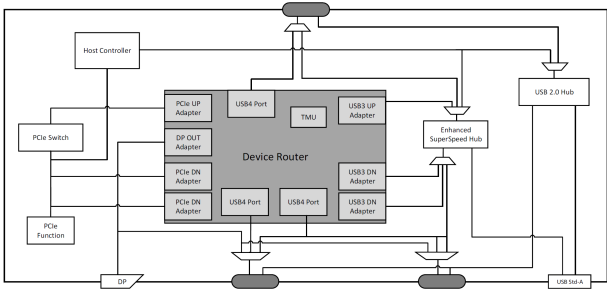 Host Controller
USB 2.0 Hub
PCIe UP
Adapter
USB4 Port
TMU
USB3 UP
Adapter
PCIe Switch
DP OUT
Adapter
Enhanced
SuperSpeed Hub
Device Router
PCIe DN
Adapter
USB3 DN
Adapter
PCIe DN
Adapter
USB4 Port
USB4 Port
USB3 DN
Adapter
PCIe
Function
DP
USB Std-A